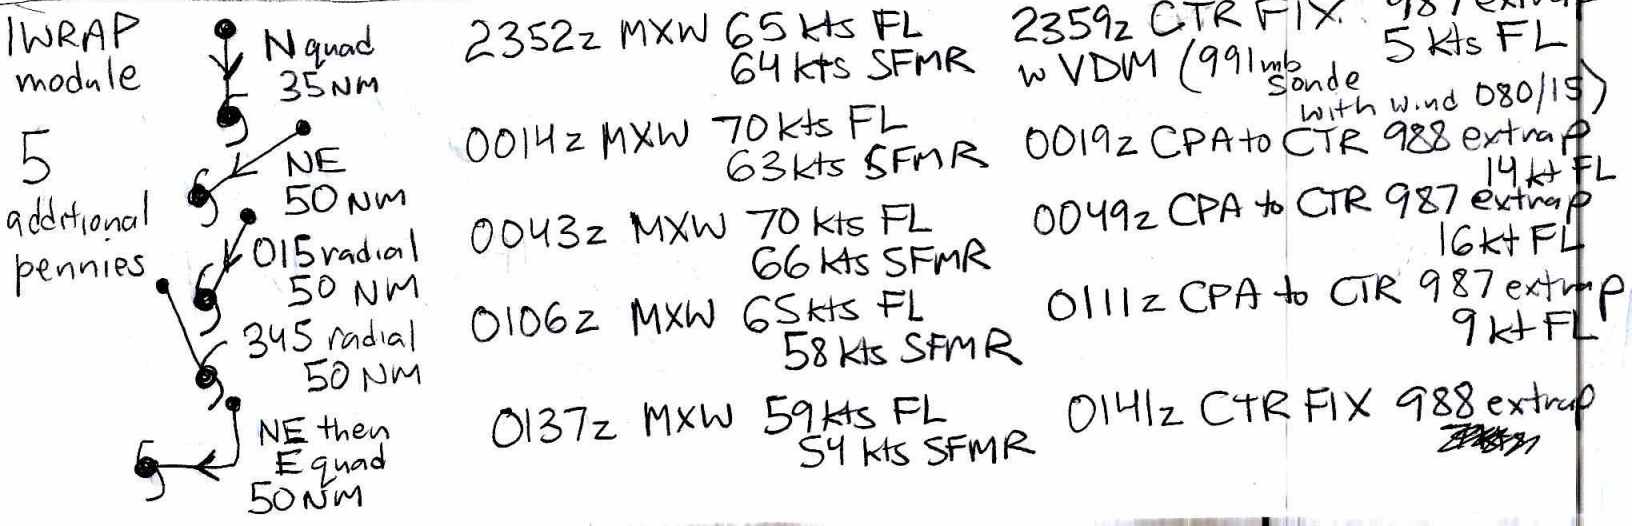 IWRAP
module
5
additional
pennies
N quad
35 NM
2352z MXW 65 kts FL
64 kts SFMR
2359z CTR FIX 987 extrap
5 kts FL
w VDM (991mb
sonde
with wind 080/15)
NE
50 NM
0014z MXW 70 kts FL
63 kts SFMR
0019z CPA to CTR 988 extrap
14 kt FL
015 radial
50 NM
0043z MXW 70 kts FL
66 kts SFMR
0049z CPA to CTR 987 extrap
16 kt FL
345 radial
50 NM
0106z MXW 65 kts FL
58 kts SFMR
0111z CPA to CTR 987 extrap
9 kt FL
NE then
E quad
50 NM
0137z MXW 59 kts FL
54 kts SFMR
0141z CTR FIX 988 extrap